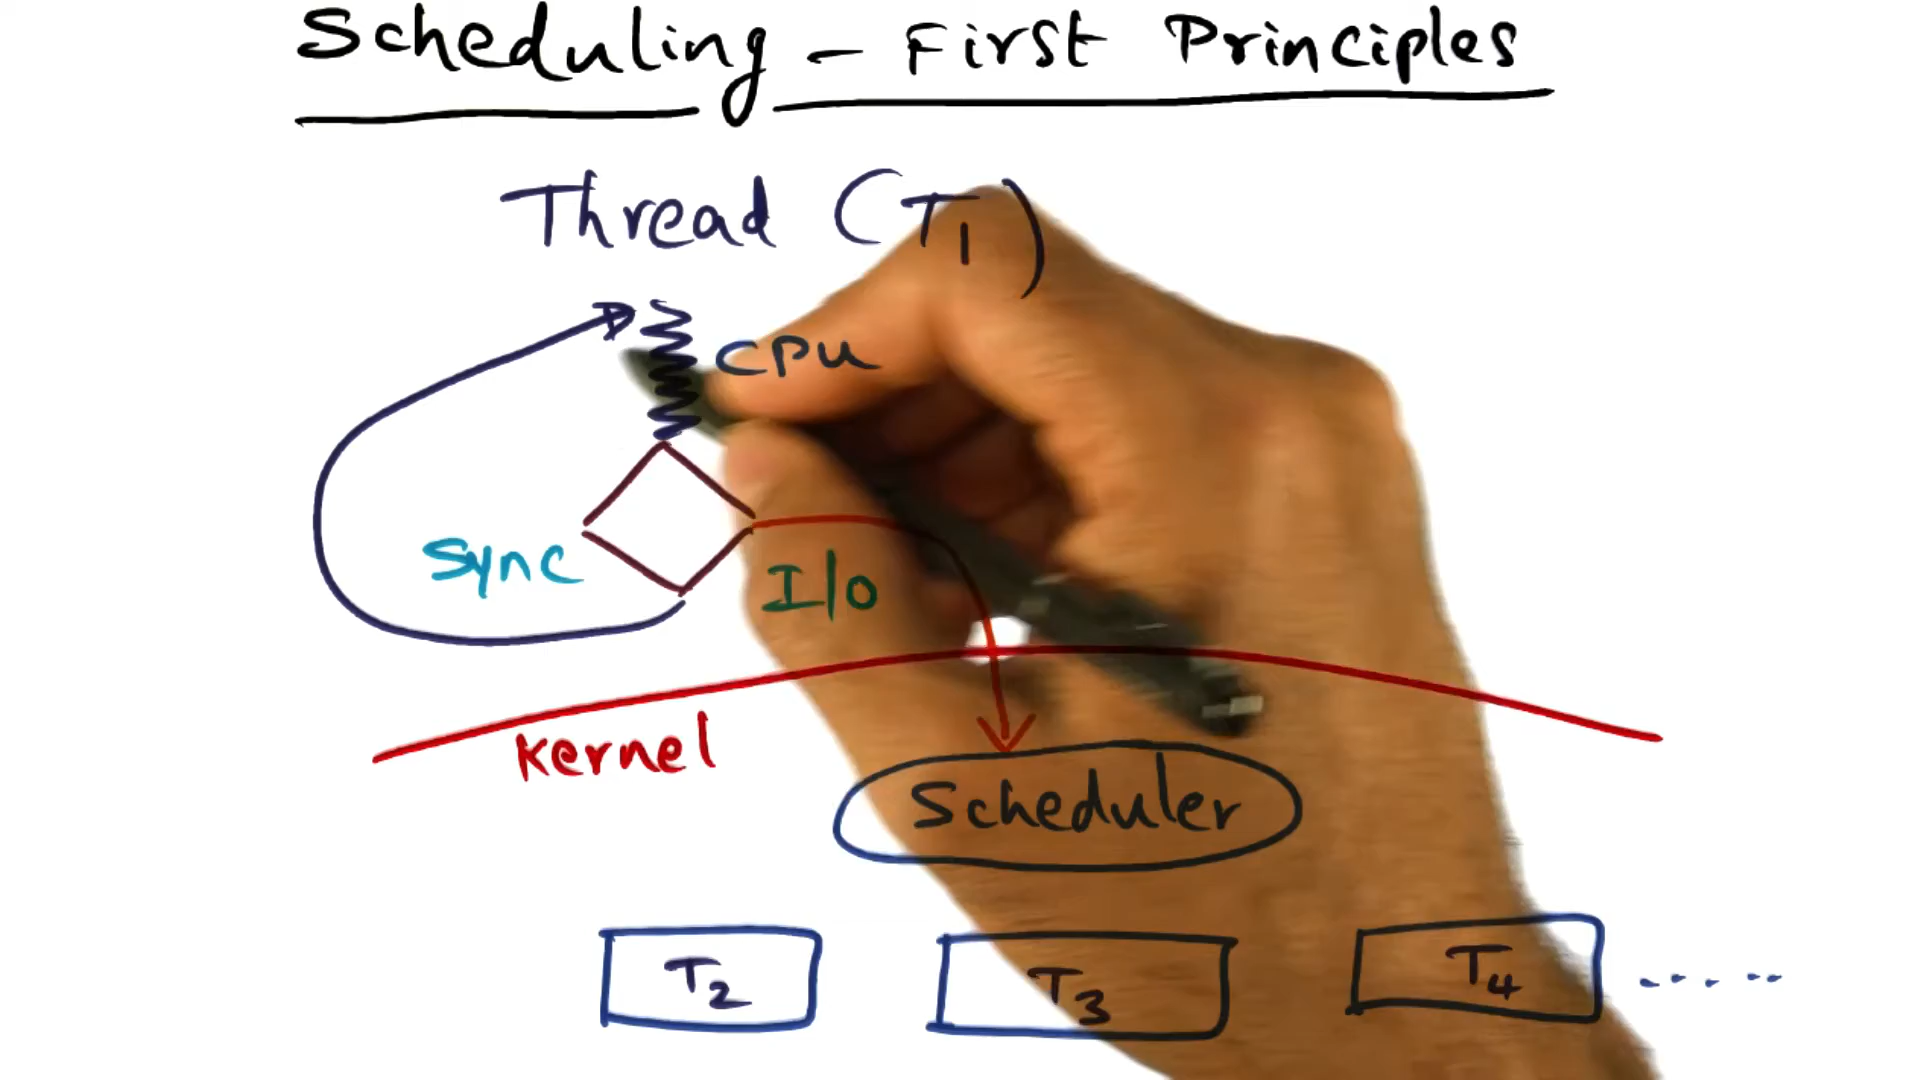 Scheduling - First Principles
Thread (T1)
CPU
Sync
I/O
Kernel
Scheduler
T2 T3 T4 .....